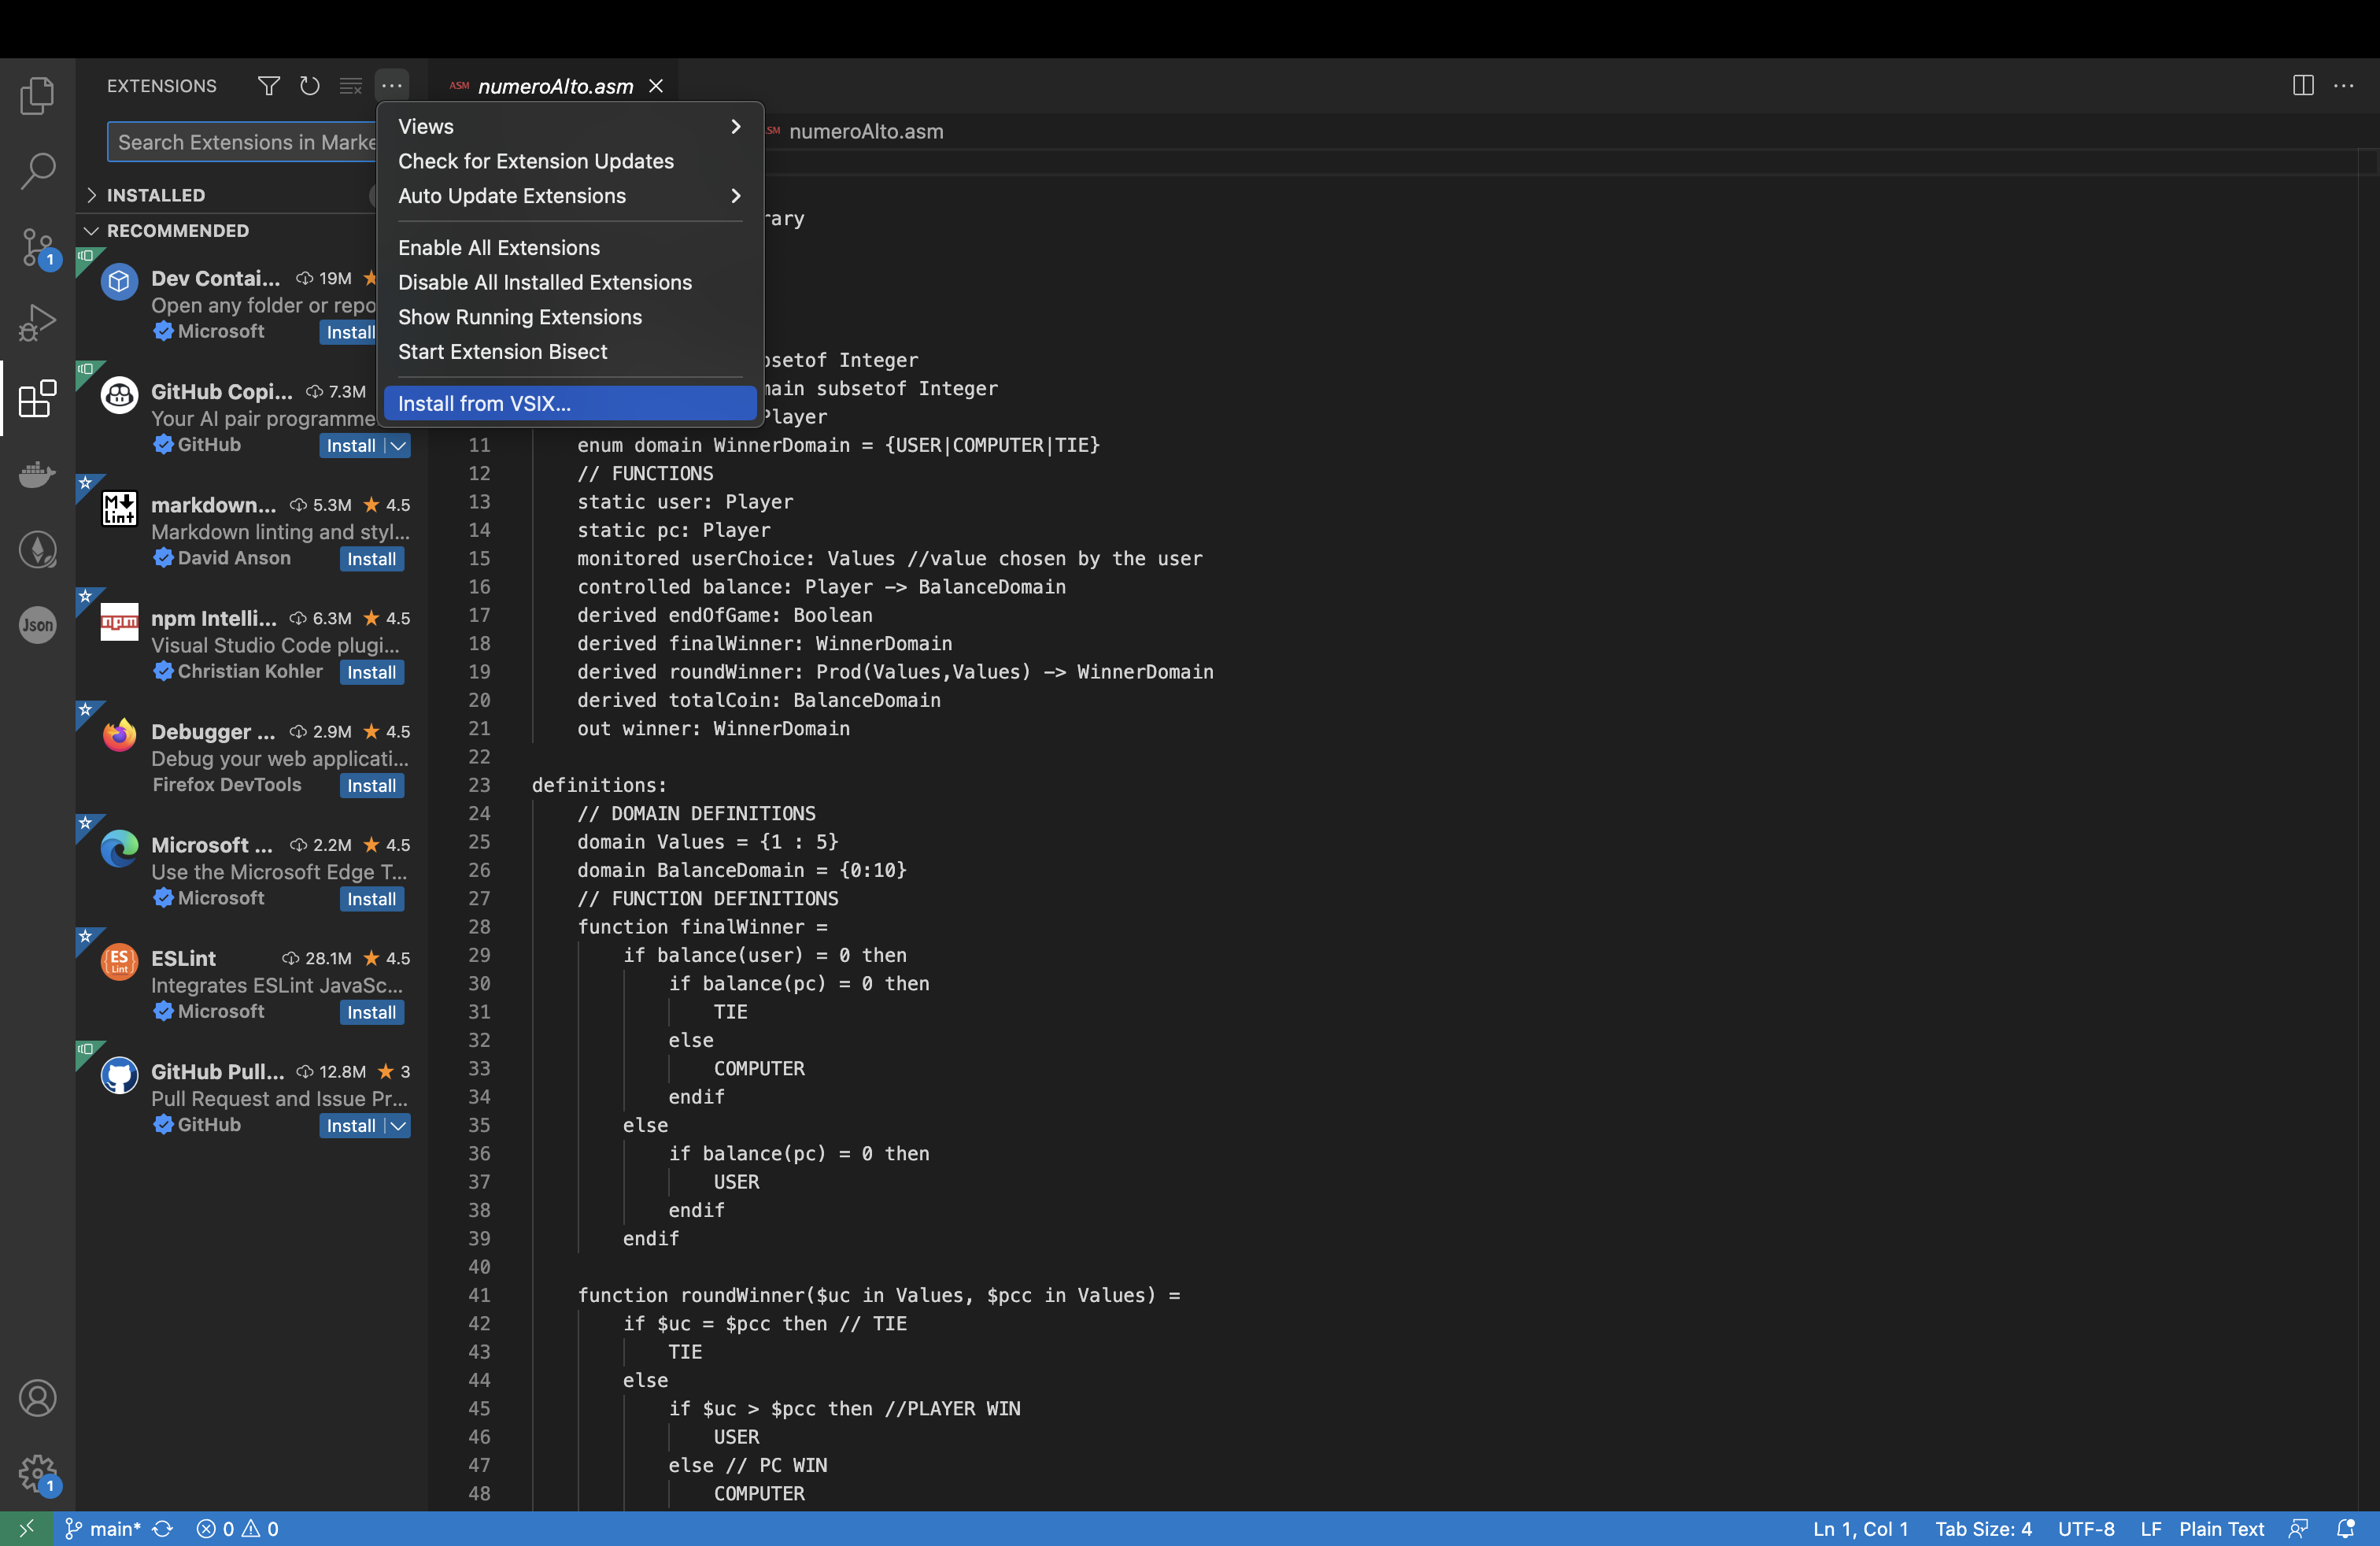 EXTENSIONS
ASM numeroAlto.asm
Search Extensions in Marke
INSTALLED
RECOMMENDED
Dev Contai... 19M
Open any folder or repo
Microsoft Install
GitHub Copi... 7.3M
Your AI pair programme
GitHub Install
markdown... 5.3M 4.5
Markdown linting and styl...
David Anson Install
npm Intelli... 6.3M 4.5
Visual Studio Code plugi...
Christian Kohler Install
Debugger ... 2.9M 4.5
Debug your web applicati...
Firefox DevTools Install
Microsoft ... 2.2M 4.5
Use the Microsoft Edge T...
Microsoft Install
ESLint 28.1M 4.5
Integrates ESLint JavaSc...
Microsoft Install
GitHub Pull... 12.8M 3
Pull Request and Issue Pr...
GitHub Install
M
Lint
npm
ES
Lint
Json
1
1
Views
Check for Extension Updates
Auto Update Extensions
Enable All Extensions
Disable All Installed Extensions
Show Running Extensions
Start Extension Bisect
Install from VSIX...
SM numeroAlto.asm
rary
bsetof Integer
main subsetof Integer
Player
11 enum domain WinnerDomain = {USER|COMPUTER|TIE}
12 // FUNCTIONS
13 static user: Player
14 static pc: Player
15 monitored userChoice: Values //value chosen by the user
16 controlled balance: Player -> BalanceDomain
17 derived endOfGame: Boolean
18 derived finalWinner: WinnerDomain
19 derived roundWinner: Prod(Values,Values) -> WinnerDomain
20 derived totalCoin: BalanceDomain
21 out winner: WinnerDomain
22
23 definitions:
24 // DOMAIN DEFINITIONS
25 domain Values = {1 : 5}
26 domain BalanceDomain = {0:10}
27 // FUNCTION DEFINITIONS
28 function finalWinner =
29 if balance(user) = 0 then
30 if balance(pc) = 0 then
31 TIE
32 else
33 COMPUTER
34 endif
35 else
36 if balance(pc) = 0 then
37 USER
38 endif
39 endif
40
41 function roundWinner($uc in Values, $pcc in Values) =
42 if $uc = $pcc then // TIE
43 TIE
44 else
45 if $uc > $pcc then //PLAYER WIN
46 USER
47 else // PC WIN
48 COMPUTER
main* 0 0
Ln 1, Col 1 Tab Size: 4 UTF-8 LF Plain Text